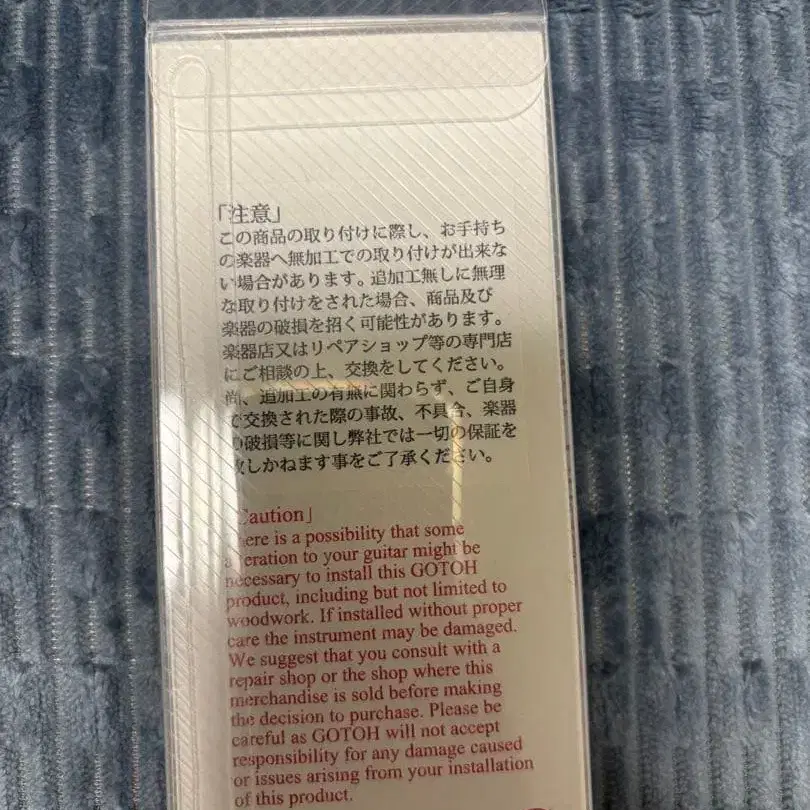 「注意」
この商品の取り付けに際し、お手持ち
の楽器へ無加工での取り付けが出来な
い場合があります。追加工無しに無理
な取り付けをされた場合、商品及び
楽器の破損を招く可能性があります。
楽器店又はリペアショップ等の専門店
にご相談の上、交換をしてください。
尚、追加工の有無に関わらず、ご自身
で交換された際の事故、不具合、楽器
の破損等に関し弊社では一切の保証を
致しかねます事をご了承ください。
「Caution」
There is a possibility that some
alteration to your guitar might be
necessary to install this GOTOH
product, including but not limited to
woodwork. If installed without proper
care the instrument may be damaged.
We suggest that you consult with a
repair shop or the shop where this
merchandise is sold before making
the decision to purchase. Please be
careful as GOTOH will not accept
responsibility for any damage caused
or issues arising from your installation
of this product.